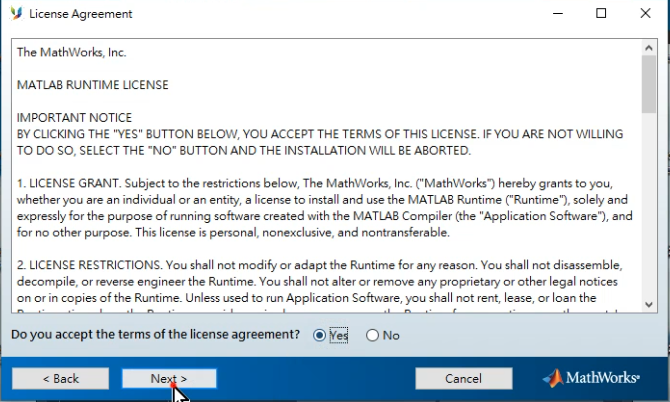 License Agreement
The MathWorks, Inc.
MATLAB RUNTIME LICENSE
IMPORTANT NOTICE
BY CLICKING THE "YES" BUTTON BELOW, YOU ACCEPT THE TERMS OF THIS LICENSE. IF YOU ARE NOT WILLING
TO DO SO, SELECT THE "NO" BUTTON AND THE INSTALLATION WILL BE ABORTED.
1. LICENSE GRANT. Subject to the restrictions below, The MathWorks, Inc. ("MathWorks") hereby grants to you,
whether you are an individual or an entity, a license to install and use the MATLAB Runtime ("Runtime"), solely and
expressly for the purpose of running software created with the MATLAB Compiler (the "Application Software"), and
for no other purpose. This license is personal, nonexclusive, and nontransferable.
2. LICENSE RESTRICTIONS. You shall not modify or adapt the Runtime for any reason. You shall not disassemble,
decompile, or reverse engineer the Runtime. You shall not alter or remove any proprietary or other legal notices
on or in copies of the Runtime. Unless used to run Application Software, you shall not rent, lease, or loan the
Do you accept the terms of the license agreement? Yes No
< Back Next > Cancel MathWorks®